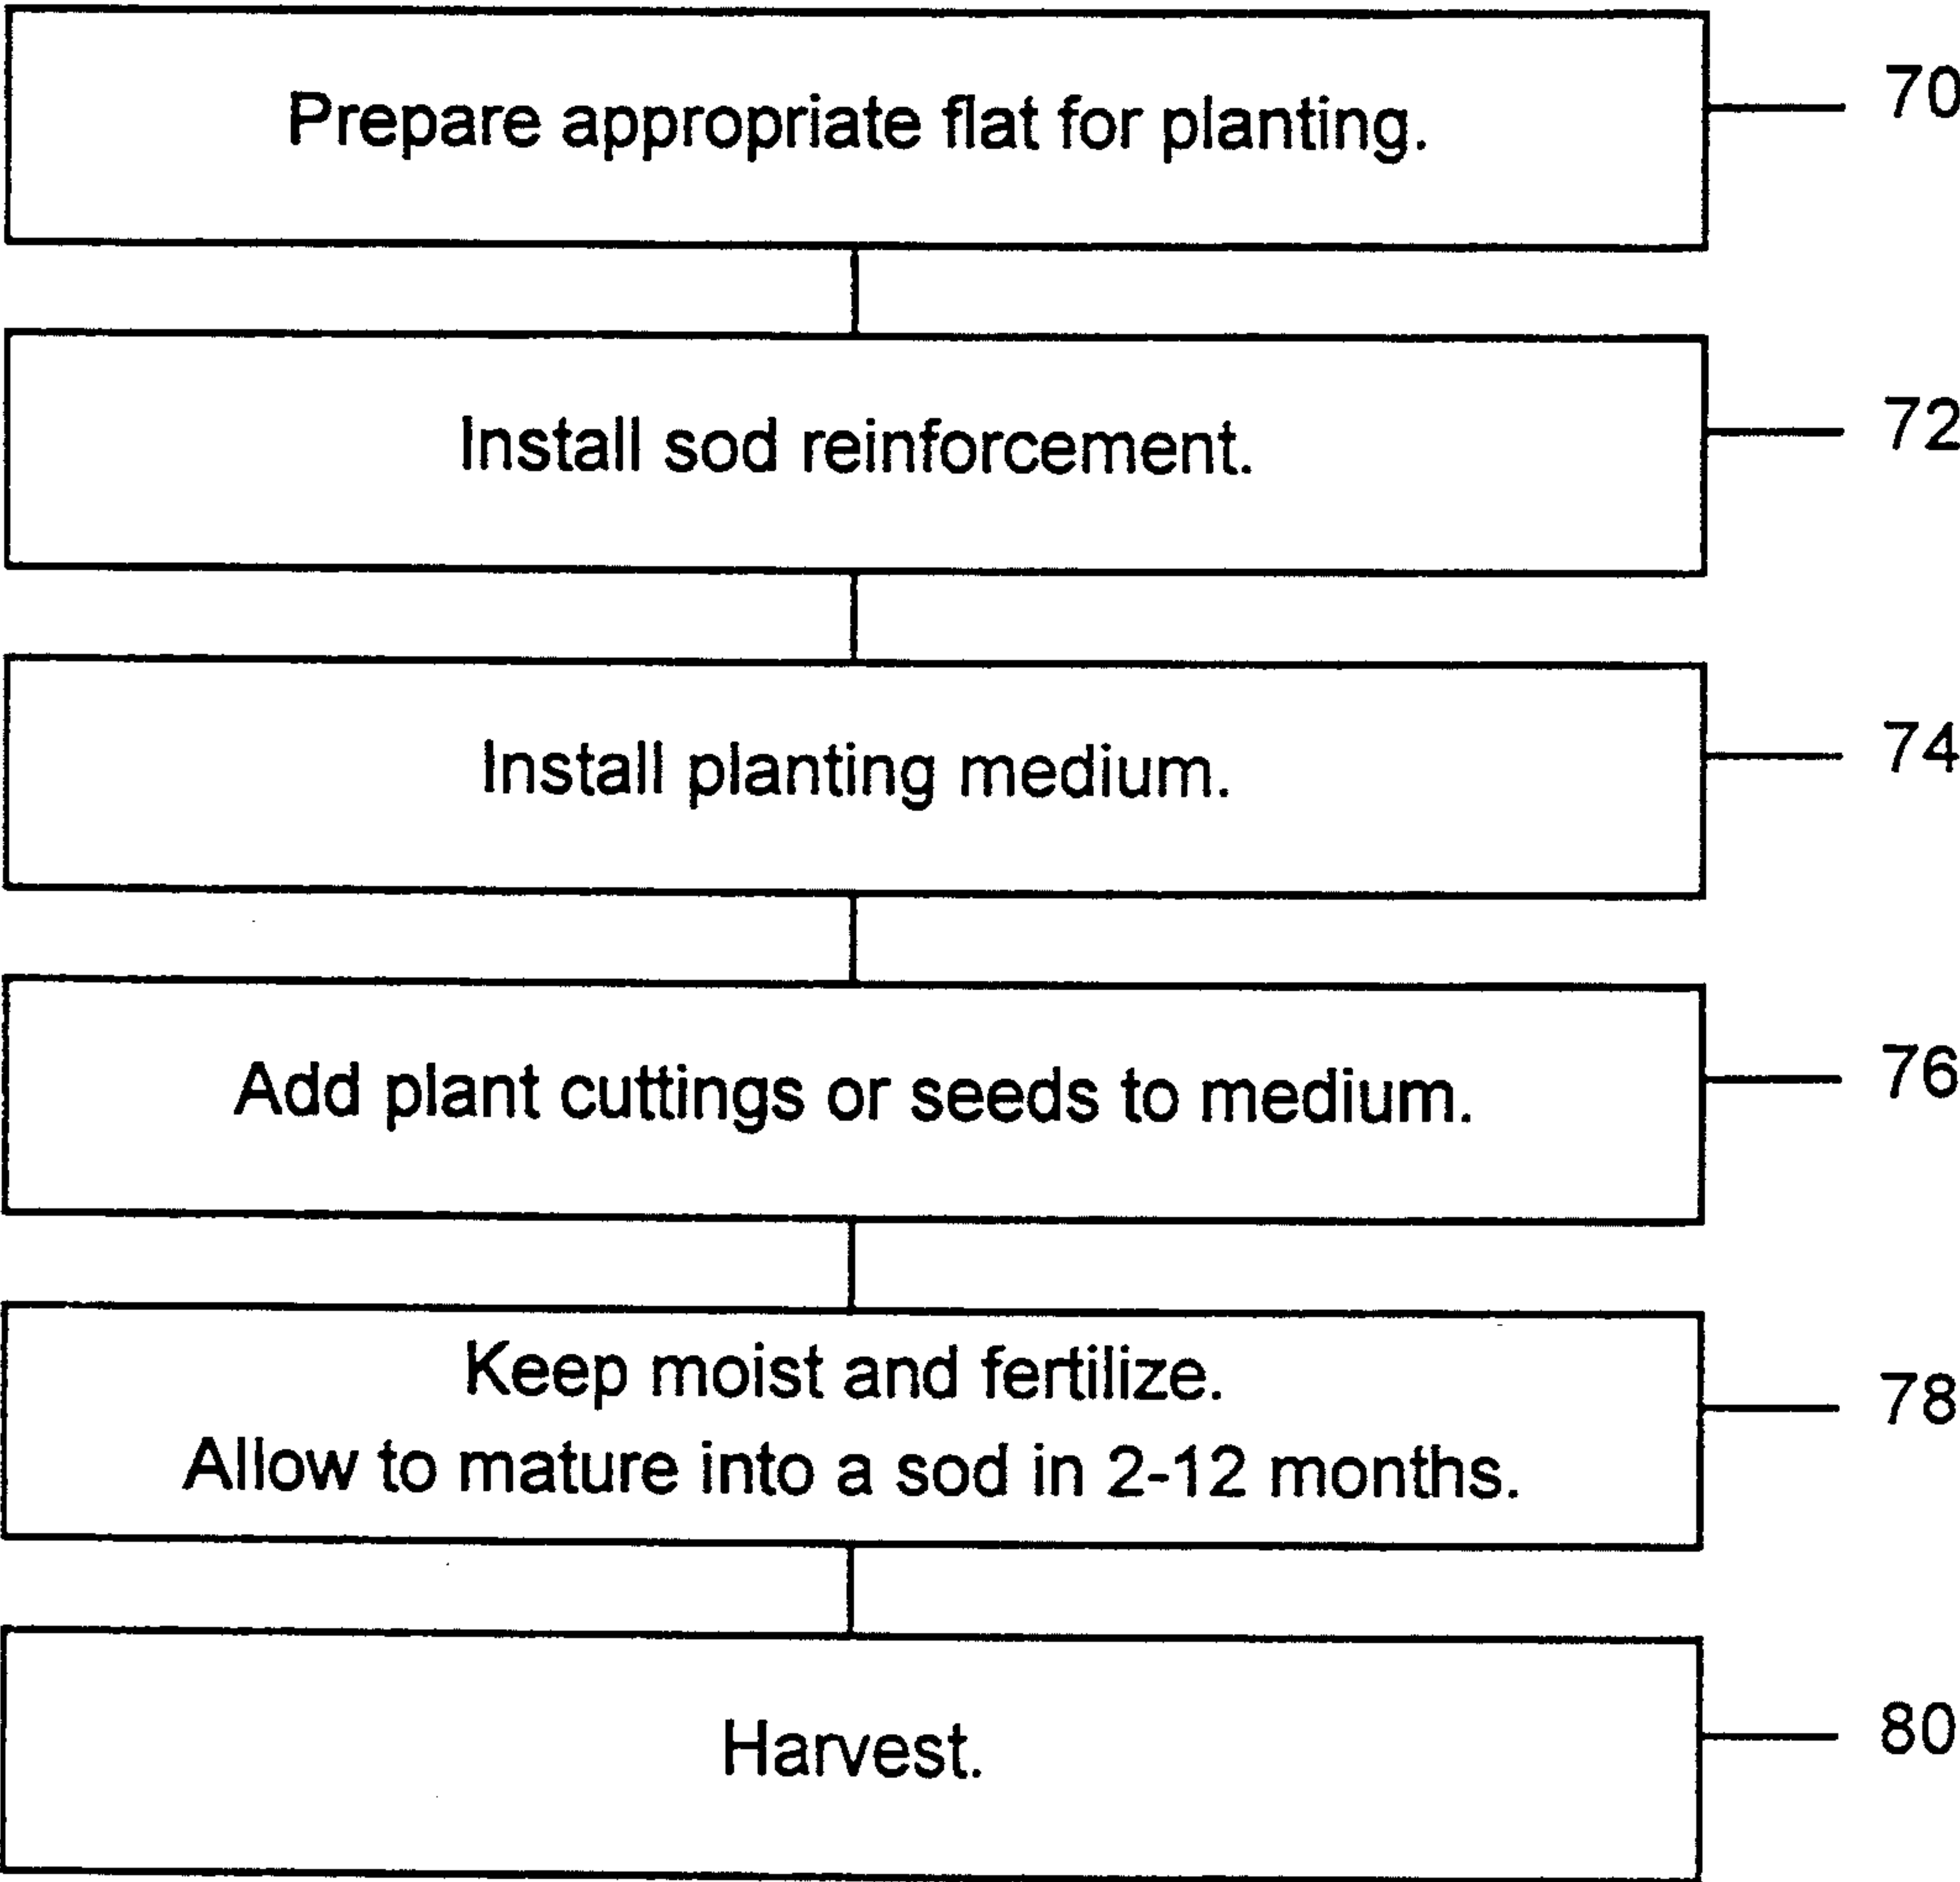 Prepare appropriate flat for planting.
70
Install sod reinforcement.
72
Install planting medium.
74
Add plant cuttings or seeds to medium.
76
Keep moist and fertilize.
Allow to mature into a sod in 2-12 months.
78
Harvest.
80